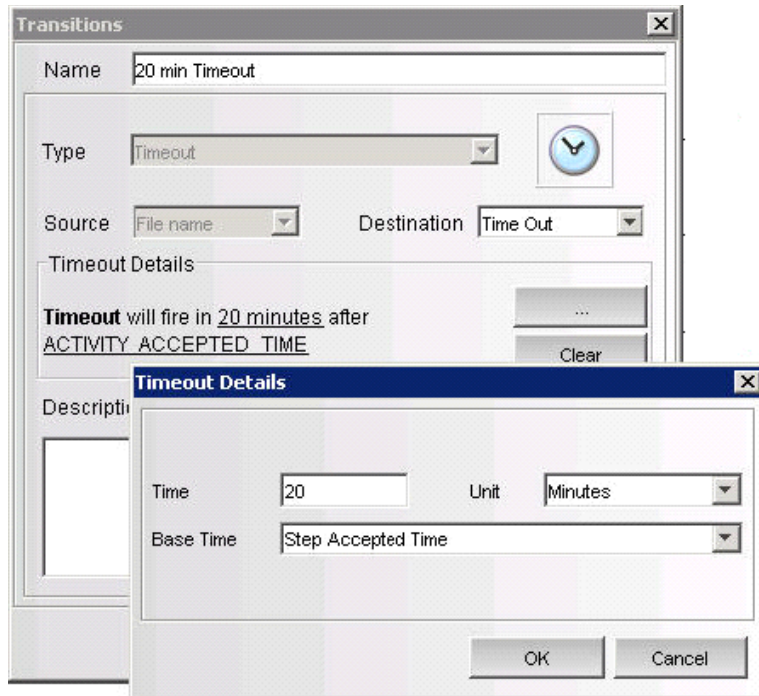 Transitions
Name 20 min Timeout
Type Timeout
Source File name Destination Time Out
Timeout Details
Timeout will fire in 20 minutes after
ACTIVITY_ACCEPTED_TIME
...
Clear
Descripti
Timeout Details
Time 20 Unit Minutes
Base Time Step Accepted Time
OK Cancel